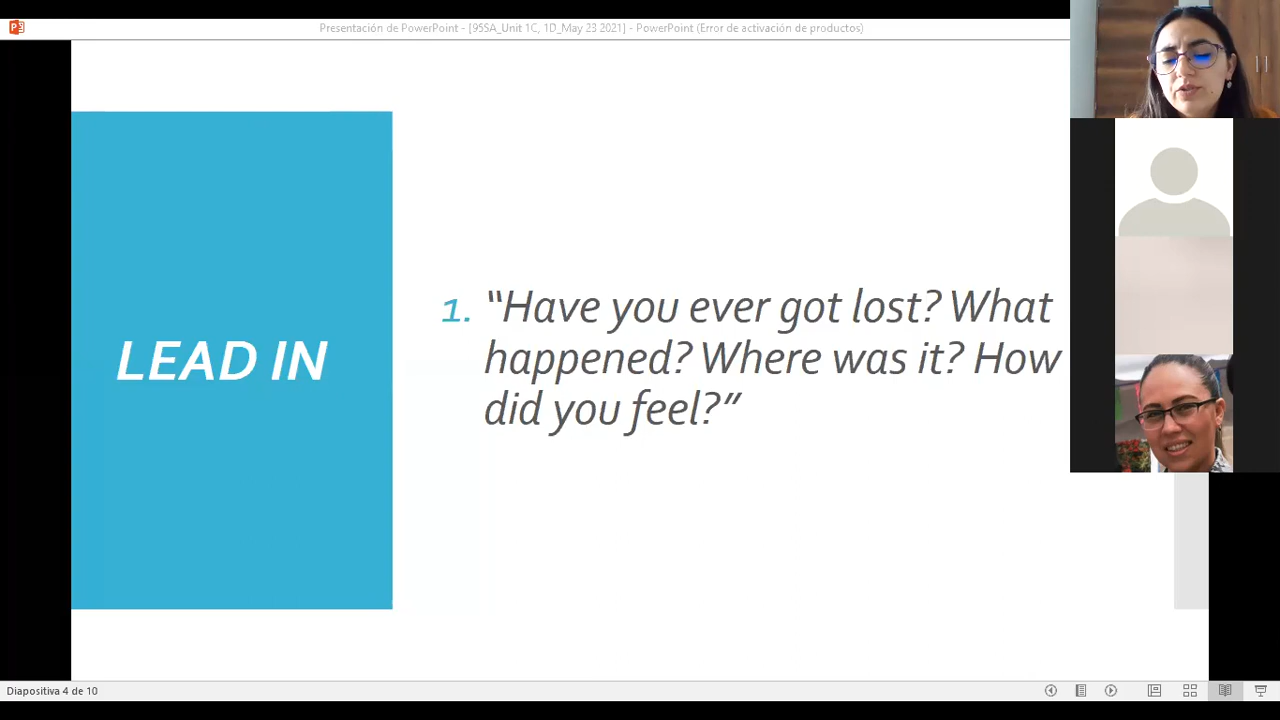 Presentación de PowerPoint - [95SA_Unit 1C, 1D_May 23 2021] - PowerPoint (Error de activación de productos)
LEAD IN
1. “Have you ever got lost? What
happened? Where was it? How
did you feel?”
Diapositiva 4 de 10